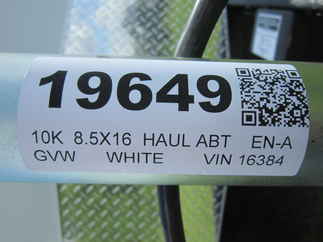 19649
10K 8.5X16 HAUL ABT EN-A
GVW WHITE VIN 16384